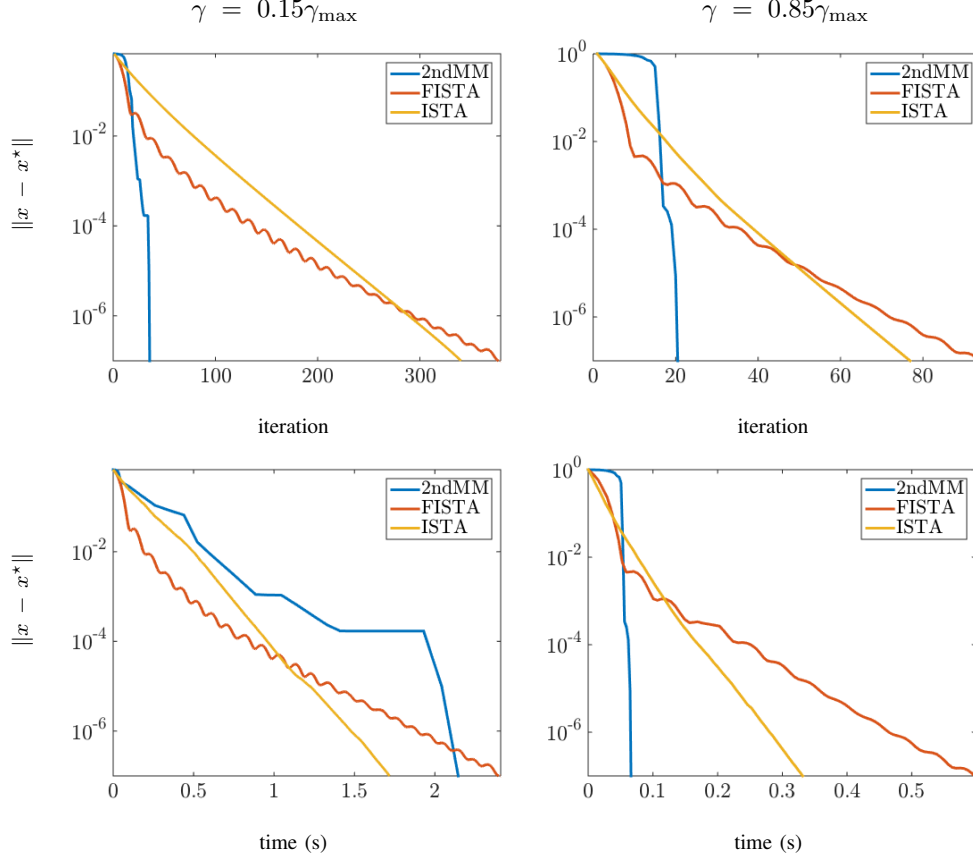 γ = 0.15γmax
γ = 0.85γmax
‖x − x⋆‖
10^-2
10^-4
10^-6
2ndMM
FISTA
ISTA
0 100 200 300
iteration
10^0
10^-2
10^-4
10^-6
2ndMM
FISTA
ISTA
0 20 40 60 80
iteration
‖x − x⋆‖
10^-2
10^-4
10^-6
2ndMM
FISTA
ISTA
0 0.5 1 1.5 2
time (s)
10^0
10^-2
10^-4
10^-6
2ndMM
FISTA
ISTA
0 0.1 0.2 0.3 0.4 0.5
time (s)